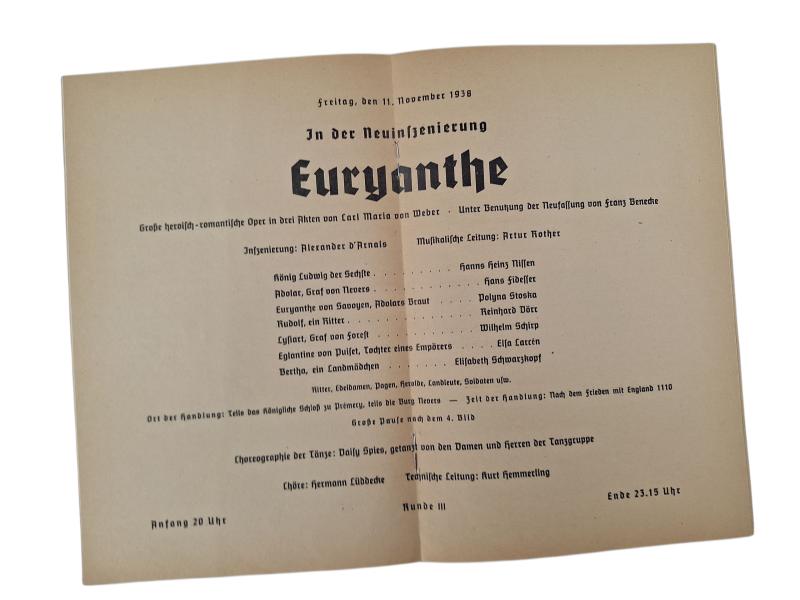 Freitag, den 11. November 1938
In der Neuinszenierung
Euryanthe
Große heroisch-romantische Oper in drei Akten von Carl Maria von Weber · Unter Benutzung der Neufassung von Franz Benecke
Inszenierung: Alexander d'Arnals Musikalische Leitung: Artur Rother
König Ludwig der Sechste . . . . . . . . . Hanns Heinz Nissen
Adolar, Graf von Nevers . . . . . . . . . . . Hans Fidesser
Euryanthe von Savoyen, Adolars Braut . . . . . Polyna Stoska
Rudolf, ein Ritter . . . . . . . . . . . . . Reinhard Dörr
Lysiart, Graf von Forest . . . . . . . . . . Wilhelm Schirp
Eglantine von Puiset, Tochter eines Empörers . . . . Elsa Larcén
Bertha, ein Landmädchen . . . . . . . Elisabeth Schwarzkopf
Ritter, Edeldamen, Pagen, Herolde, Landleute, Soldaten usw.
Ort der Handlung: Teils das Königliche Schloß zu Prémery, teils die Burg Nevers — Zeit der Handlung: Nach dem Frieden mit England 1110
Große Pause nach dem 4. Bild
Choreographie der Tänze: Daisy Spies, getanzt von den Damen und Herren der Tanzgruppe
Chöre: Hermann Lüddecke Technische Leitung: Kurt Hemmerling
Anfang 20 Uhr Runde III Ende 23.15 Uhr